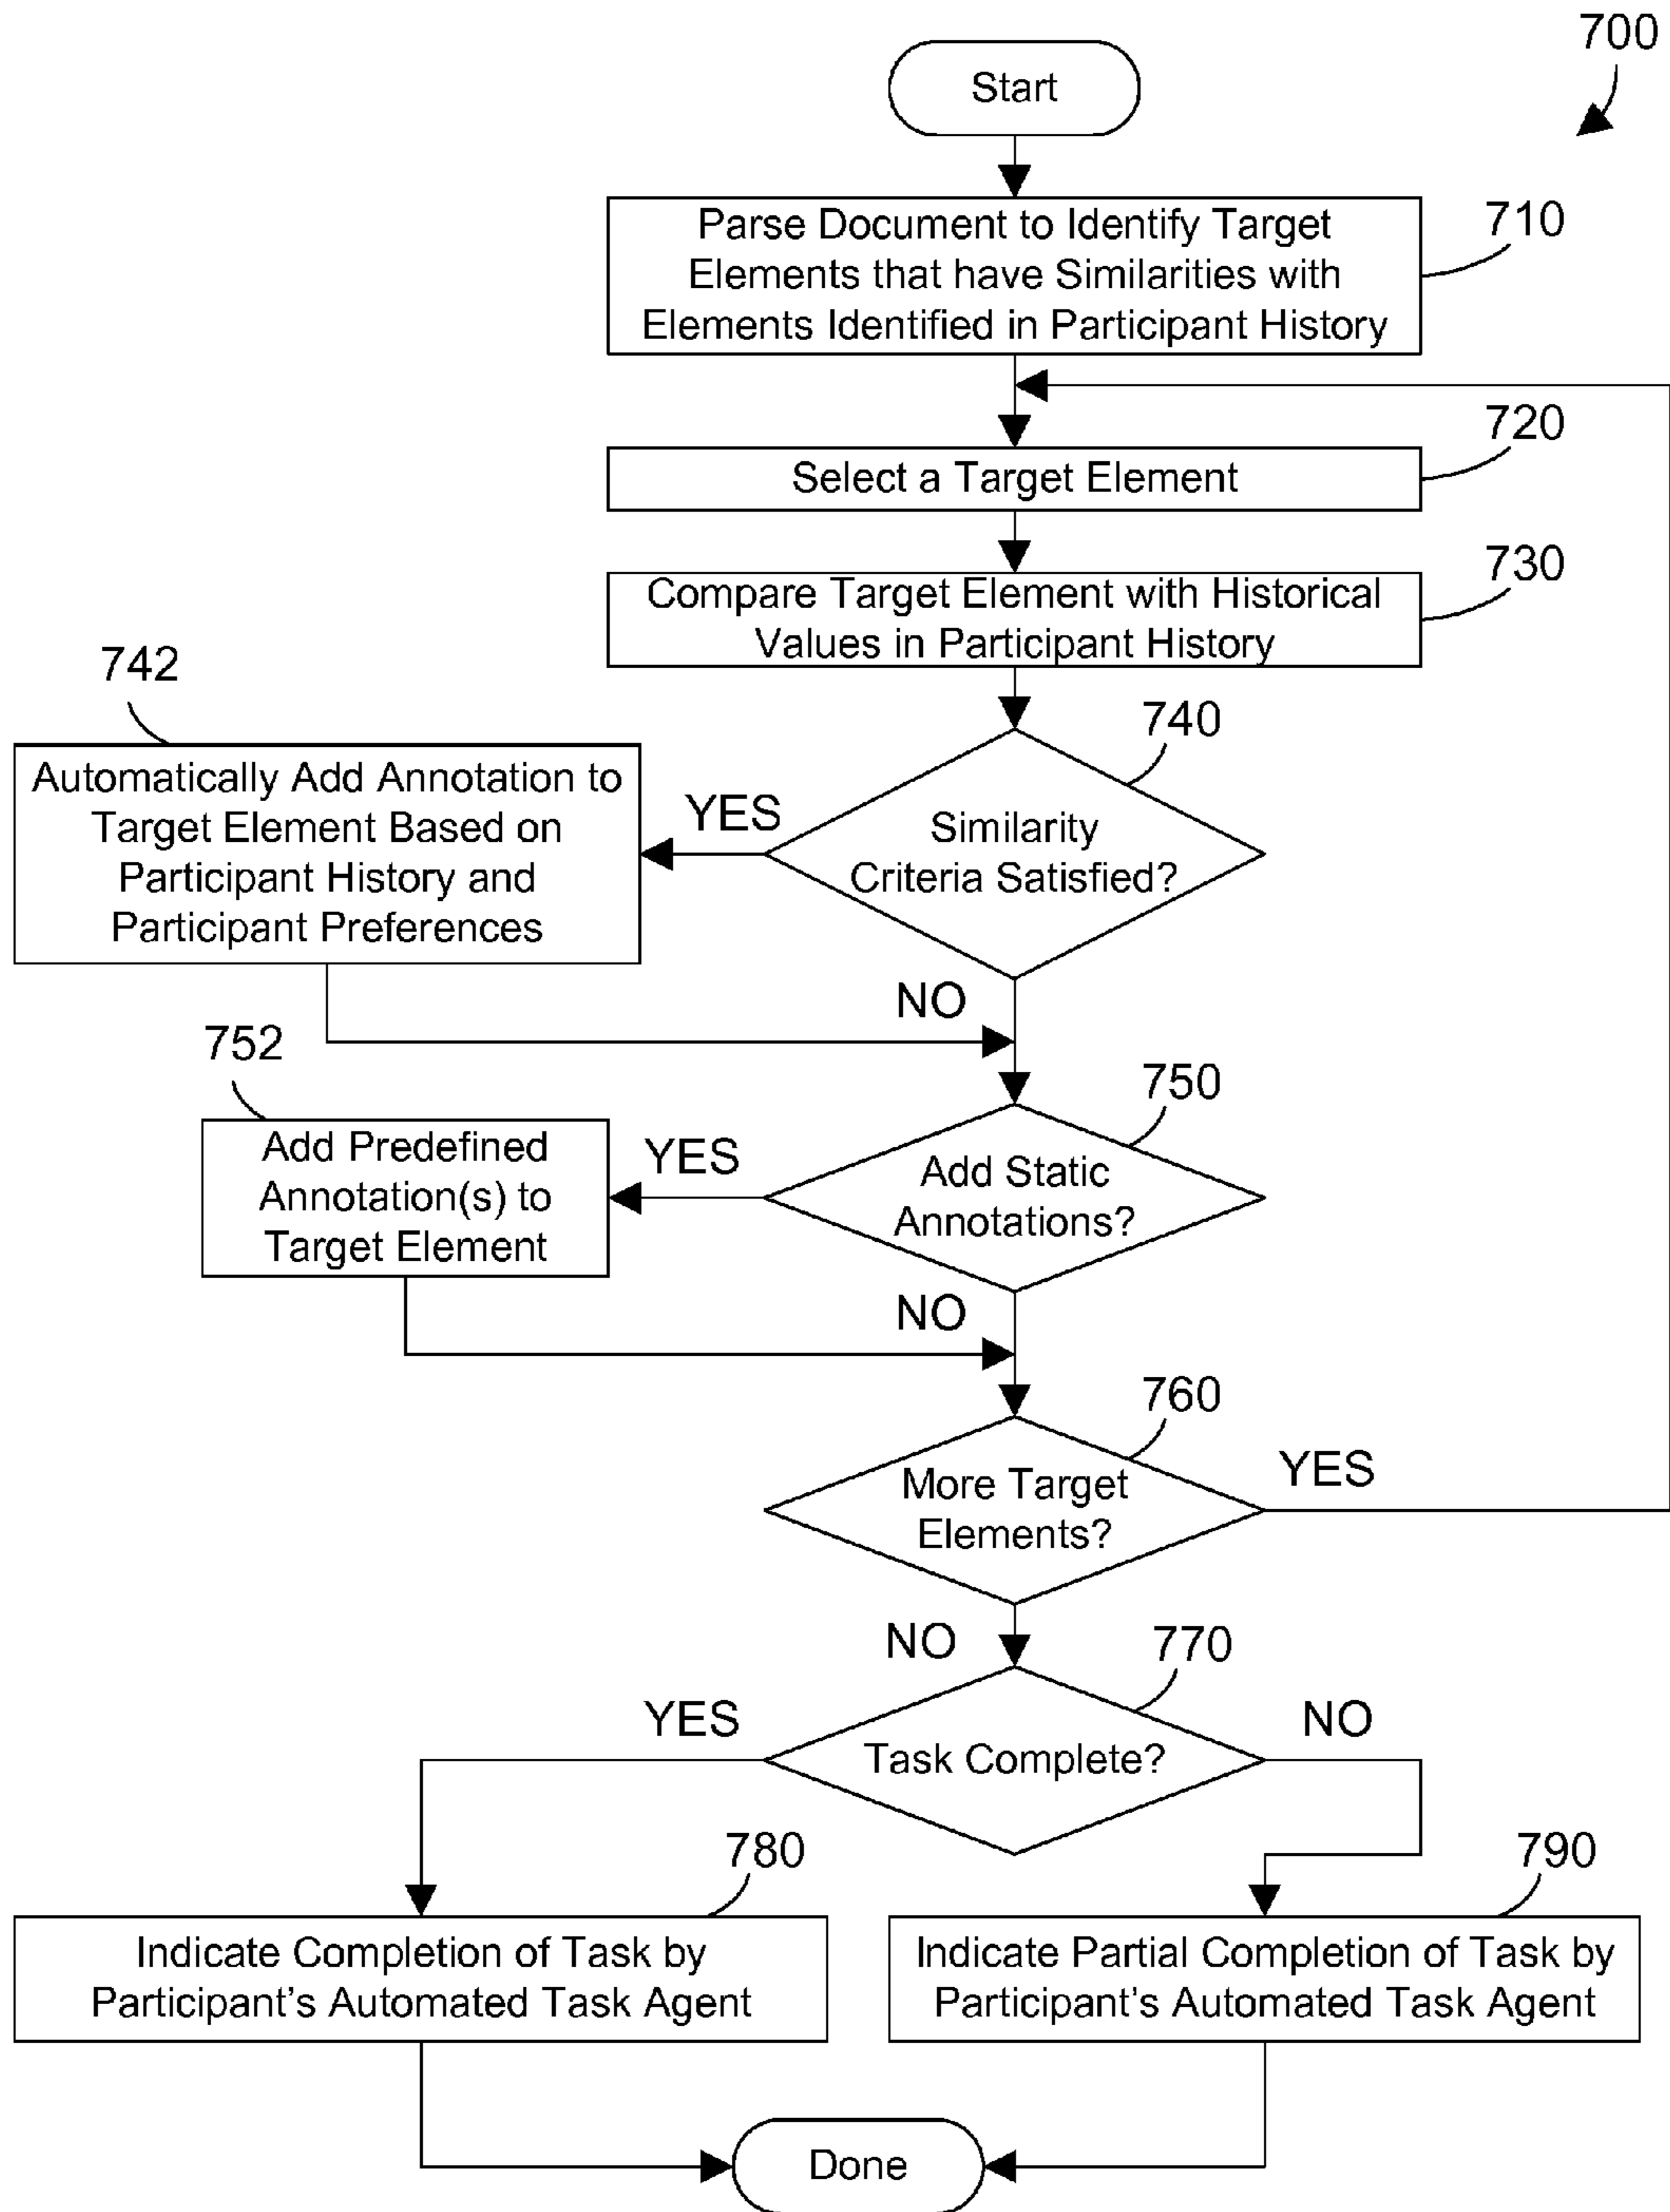 700
Start
Parse Document to Identify Target
Elements that have Similarities with
Elements Identified in Participant History
710
Select a Target Element
720
Compare Target Element with Historical
Values in Participant History
730
742
Automatically Add Annotation to
Target Element Based on
Participant History and
Participant Preferences
YES
740
Similarity
Criteria Satisfied?
NO
752
Add Predefined
Annotation(s) to
Target Element
YES
750
Add Static
Annotations?
NO
760
More Target
Elements?
YES
NO
770
YES
Task Complete?
NO
780
Indicate Completion of Task by
Participant's Automated Task Agent
790
Indicate Partial Completion of Task by
Participant's Automated Task Agent
Done